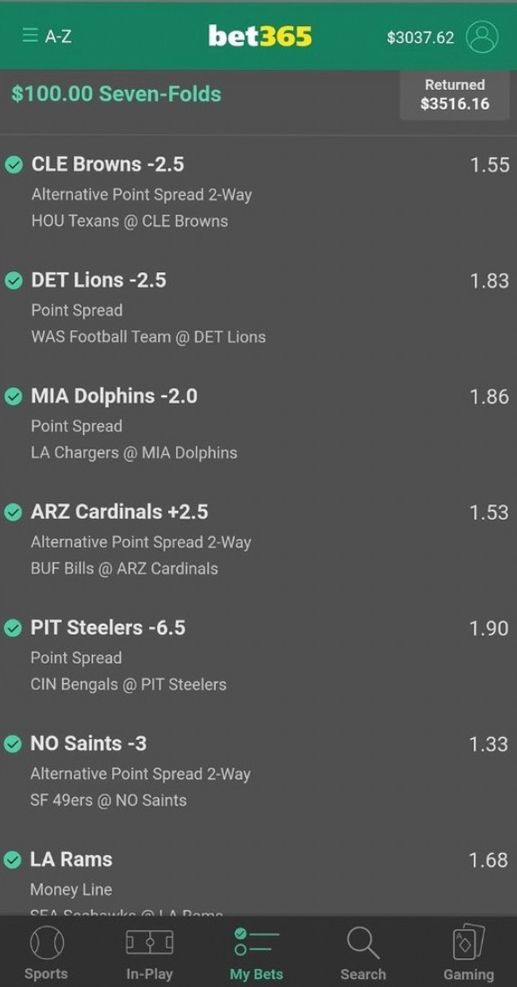 A-Z
bet365
$3037.62
$100.00 Seven-Folds
Returned
$3516.16
CLE Browns -2.5 1.55
Alternative Point Spread 2-Way
HOU Texans @ CLE Browns
DET Lions -2.5 1.83
Point Spread
WAS Football Team @ DET Lions
MIA Dolphins -2.0 1.86
Point Spread
LA Chargers @ MIA Dolphins
ARZ Cardinals +2.5 1.53
Alternative Point Spread 2-Way
BUF Bills @ ARZ Cardinals
PIT Steelers -6.5 1.90
Point Spread
CIN Bengals @ PIT Steelers
NO Saints -3 1.33
Alternative Point Spread 2-Way
SF 49ers @ NO Saints
LA Rams 1.68
Money Line
SEA Seahawks @ LA Rams
Sports In-Play My Bets Search Gaming